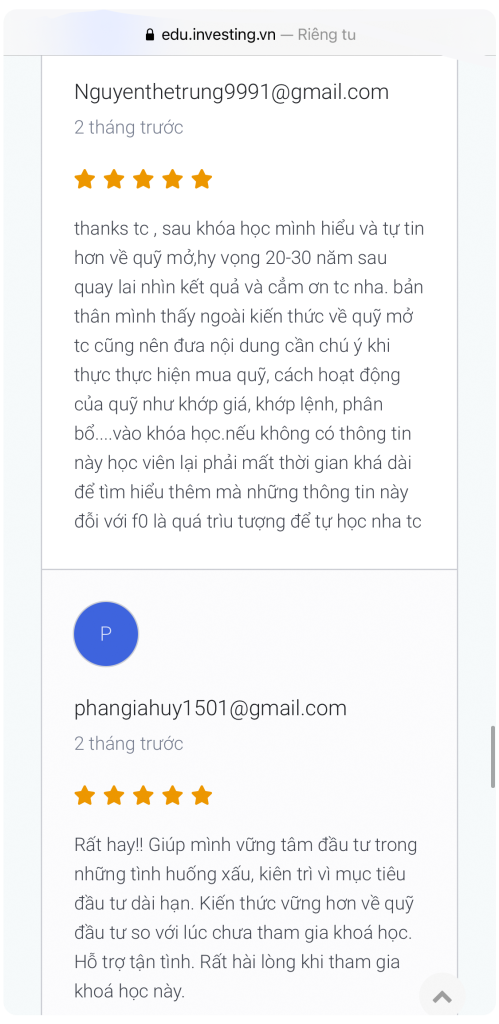 edu.investing.vn — Riêng tư
Nguyenthetrung9991@gmail.com
2 tháng trước
thanks tc , sau khóa học mình hiểu và tự tin
hơn về quỹ mở,hy vọng 20-30 năm sau
quay lai nhìn kết quả và cẳm ơn tc nha. bản
thân mình thấy ngoài kiến thức về quỹ mở
tc cũng nên đưa nội dung cần chú ý khi
thực thực hiện mua quỹ, cách hoạt động
của quỹ như khớp giá, khớp lệnh, phân
bổ....vào khóa học.nếu không có thông tin
này học viên lại phải mất thời gian khá dài
để tìm hiểu thêm mà những thông tin này
đỗi với f0 là quá trìu tượng để tự học nha tc
P
phangiahuy1501@gmail.com
2 tháng trước
Rất hay!! Giúp mình vững tâm đầu tư trong
những tình huống xấu, kiên trì vì mục tiêu
đầu tư dài hạn. Kiến thức vững hơn về quỹ
đầu tư so với lúc chưa tham gia khoá học.
Hỗ trợ tận tình. Rất hài lòng khi tham gia
khoá học này.